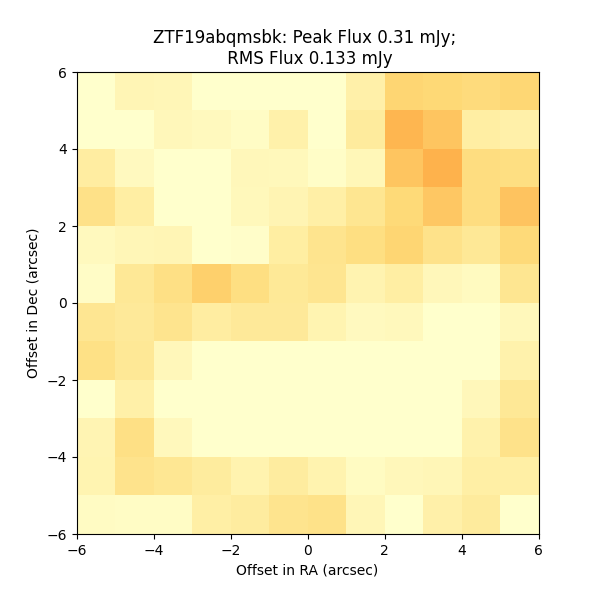 ZTF19abqmsbk: Peak Flux 0.31 mJy;
RMS Flux 0.133 mJy
6
4
2
0
−2
−4
−6
Offset in Dec (arcsec)
−6 −4 −2 0 2 4 6
Offset in RA (arcsec)